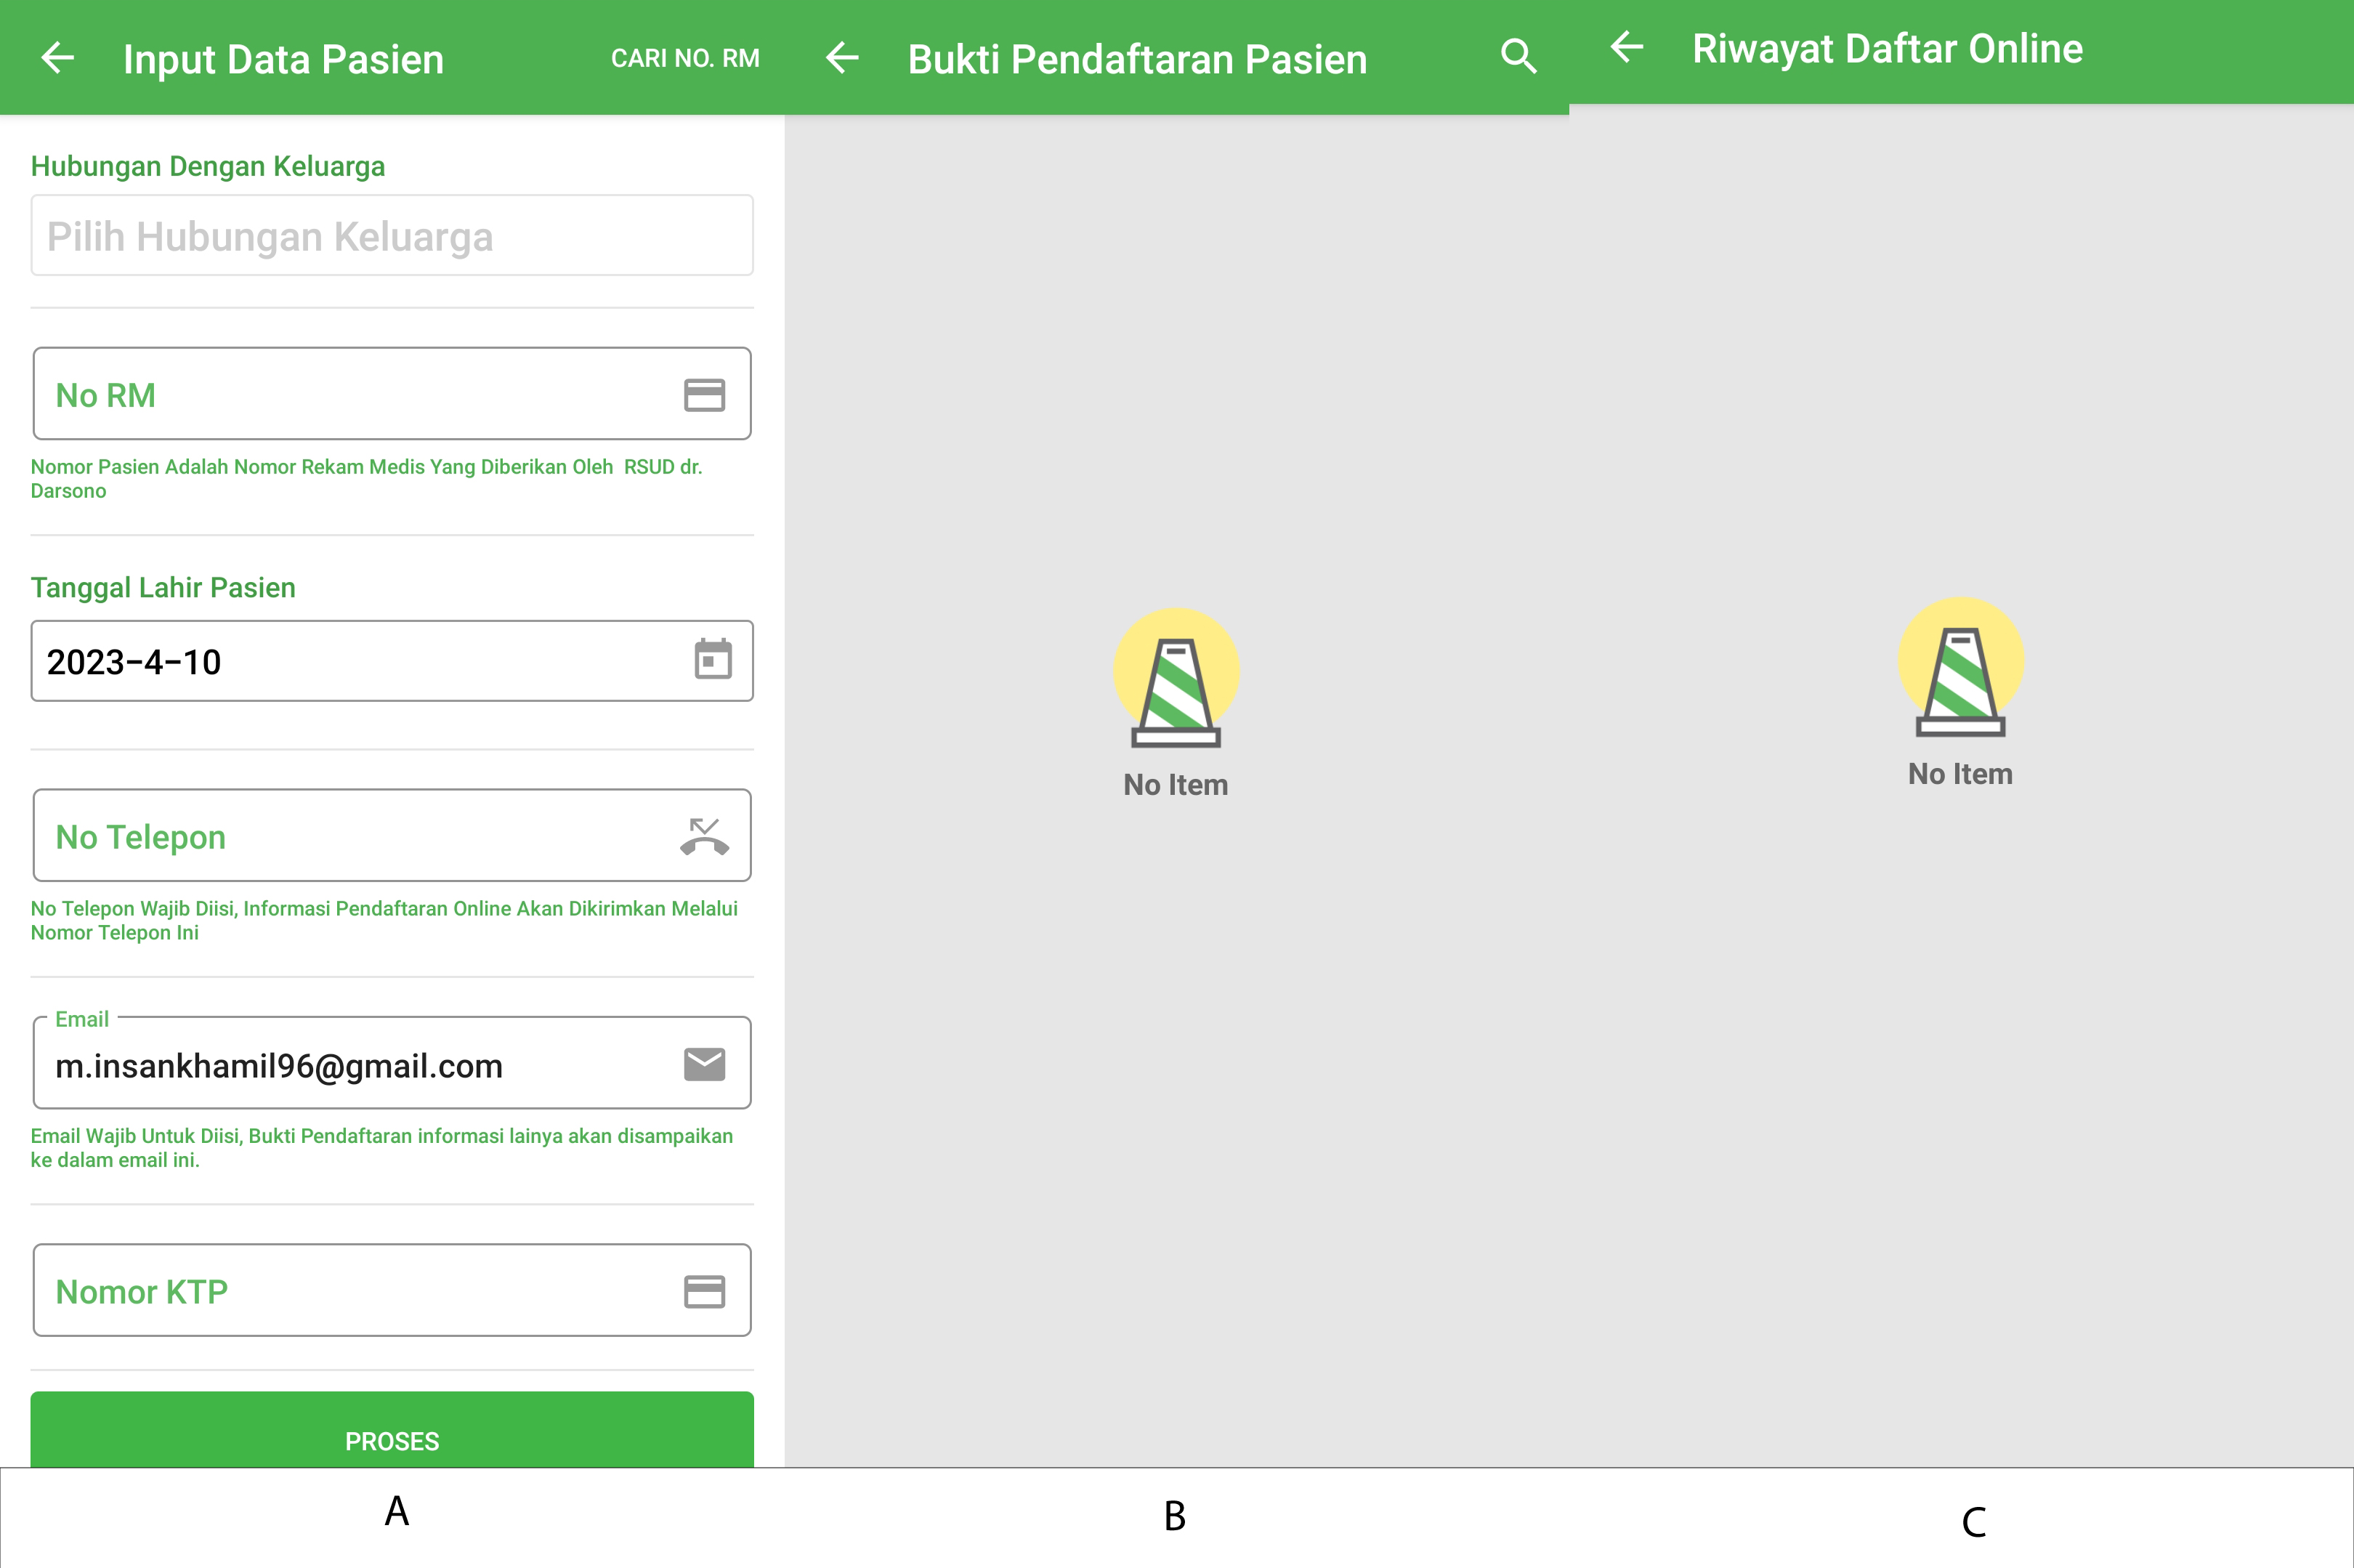 Input Data Pasien
CARI NO. RM
Hubungan Dengan Keluarga
Pilih Hubungan Keluarga
No RM
Nomor Pasien Adalah Nomor Rekam Medis Yang Diberikan Oleh  RSUD dr.
Darsono
Tanggal Lahir Pasien
2023-4-10
No Telepon
No Telepon Wajib Diisi, Informasi Pendaftaran Online Akan Dikirimkan Melalui
Nomor Telepon Ini
Email
m.insankhamil96@gmail.com
Email Wajib Untuk Diisi, Bukti Pendaftaran informasi lainya akan disampaikan
ke dalam email ini.
Nomor KTP
PROSES
A
Bukti Pendaftaran Pasien
No Item
B
Riwayat Daftar Online
No Item
C